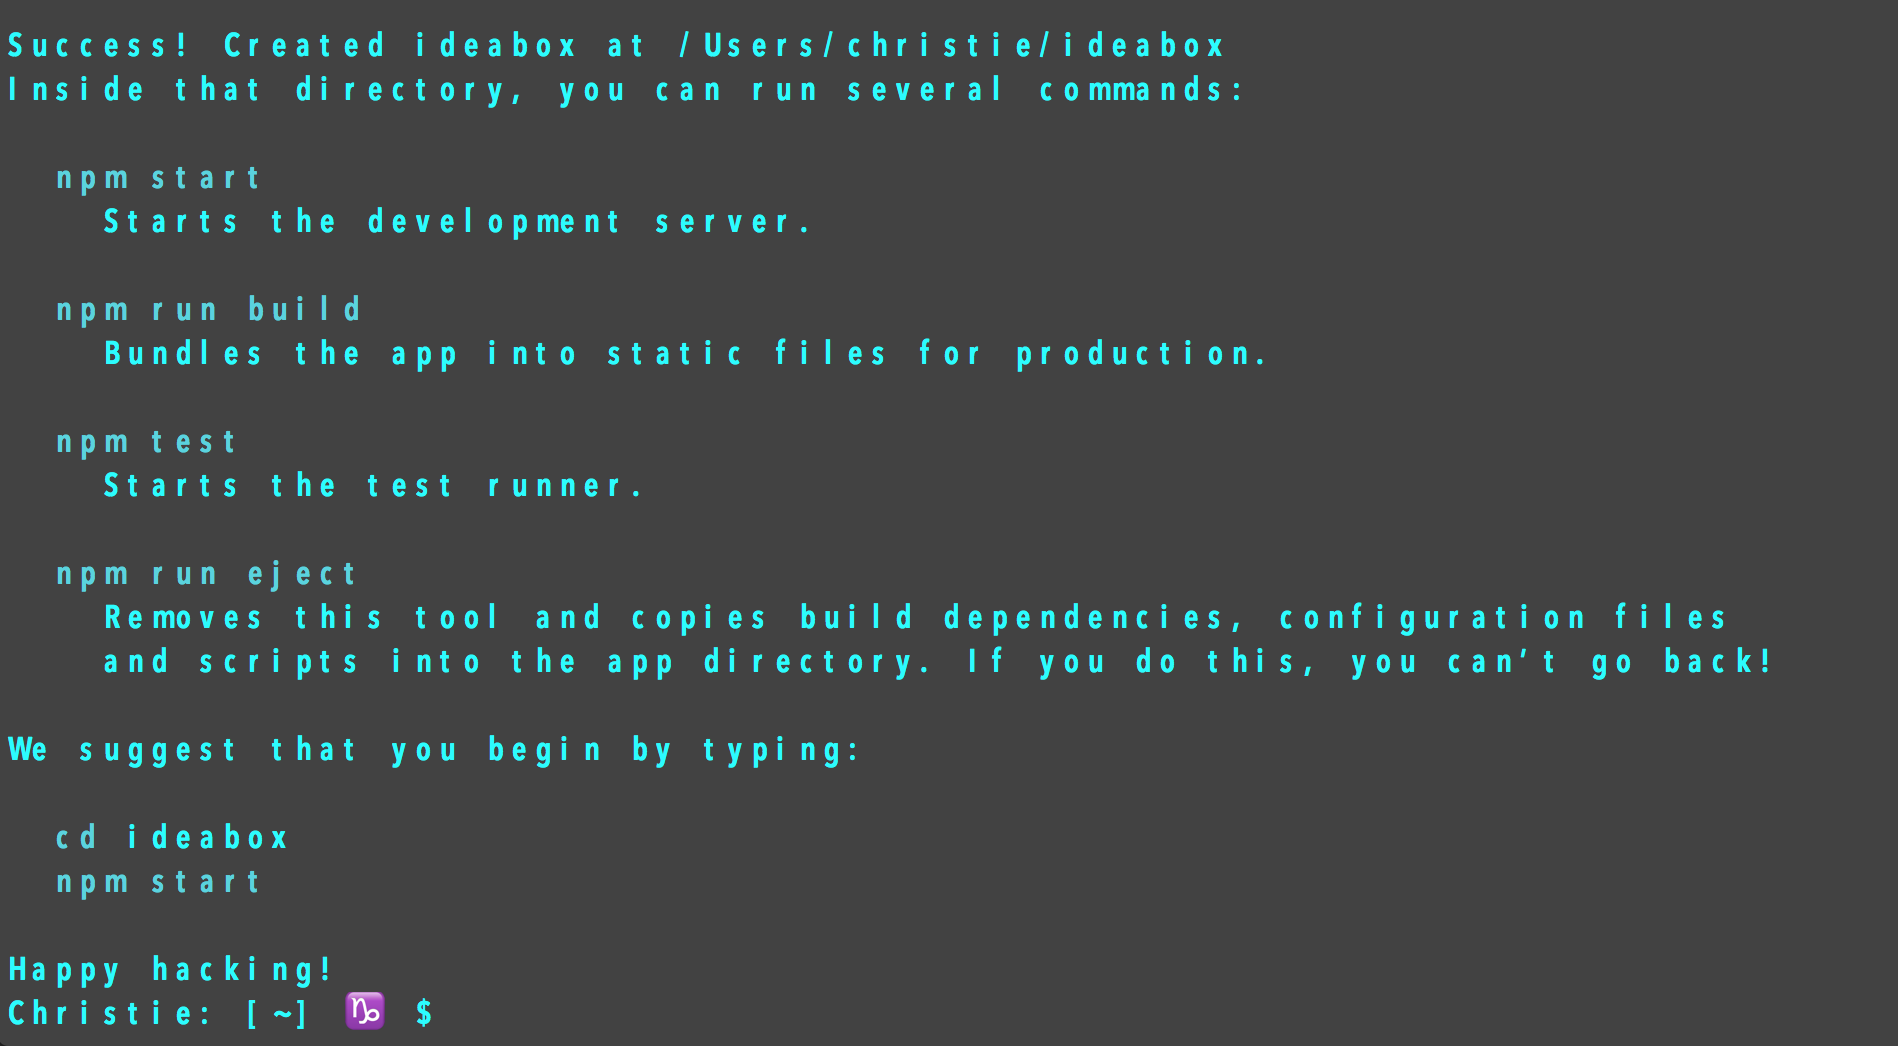 Success! Created ideabox at /Users/christie/ideabox
Inside that directory, you can run several commands:
npm start
Starts the development server.
npm run build
Bundles the app into static files for production.
npm test
Starts the test runner.
npm run eject
Removes this tool and copies build dependencies, configuration files
and scripts into the app directory. If you do this, you can’t go back!
We suggest that you begin by typing:
cd ideabox
npm start
Happy hacking!
Christie: [~] ♑ $